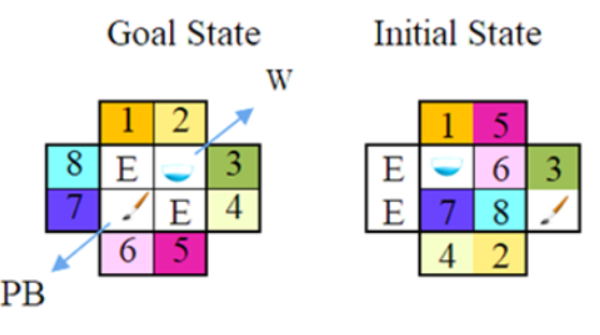 Goal State
Initial State
W
1 2
8 E 3
7 E 4
6 5
PB
1 5
E 6 3
E 7 8
4 2